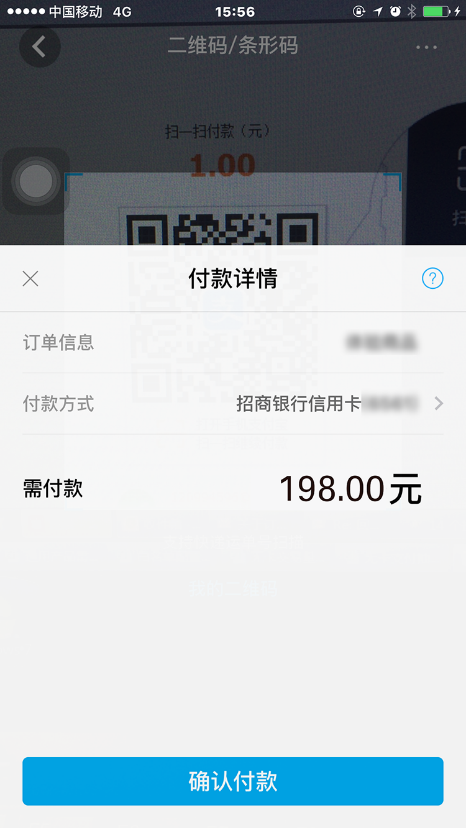 中国移动 4G 15:56
二维码/条形码
扫一扫付款（元）
1.00
扫
付款详情
订单信息
付款方式 招商银行信用卡
需付款 198.00元
确认付款